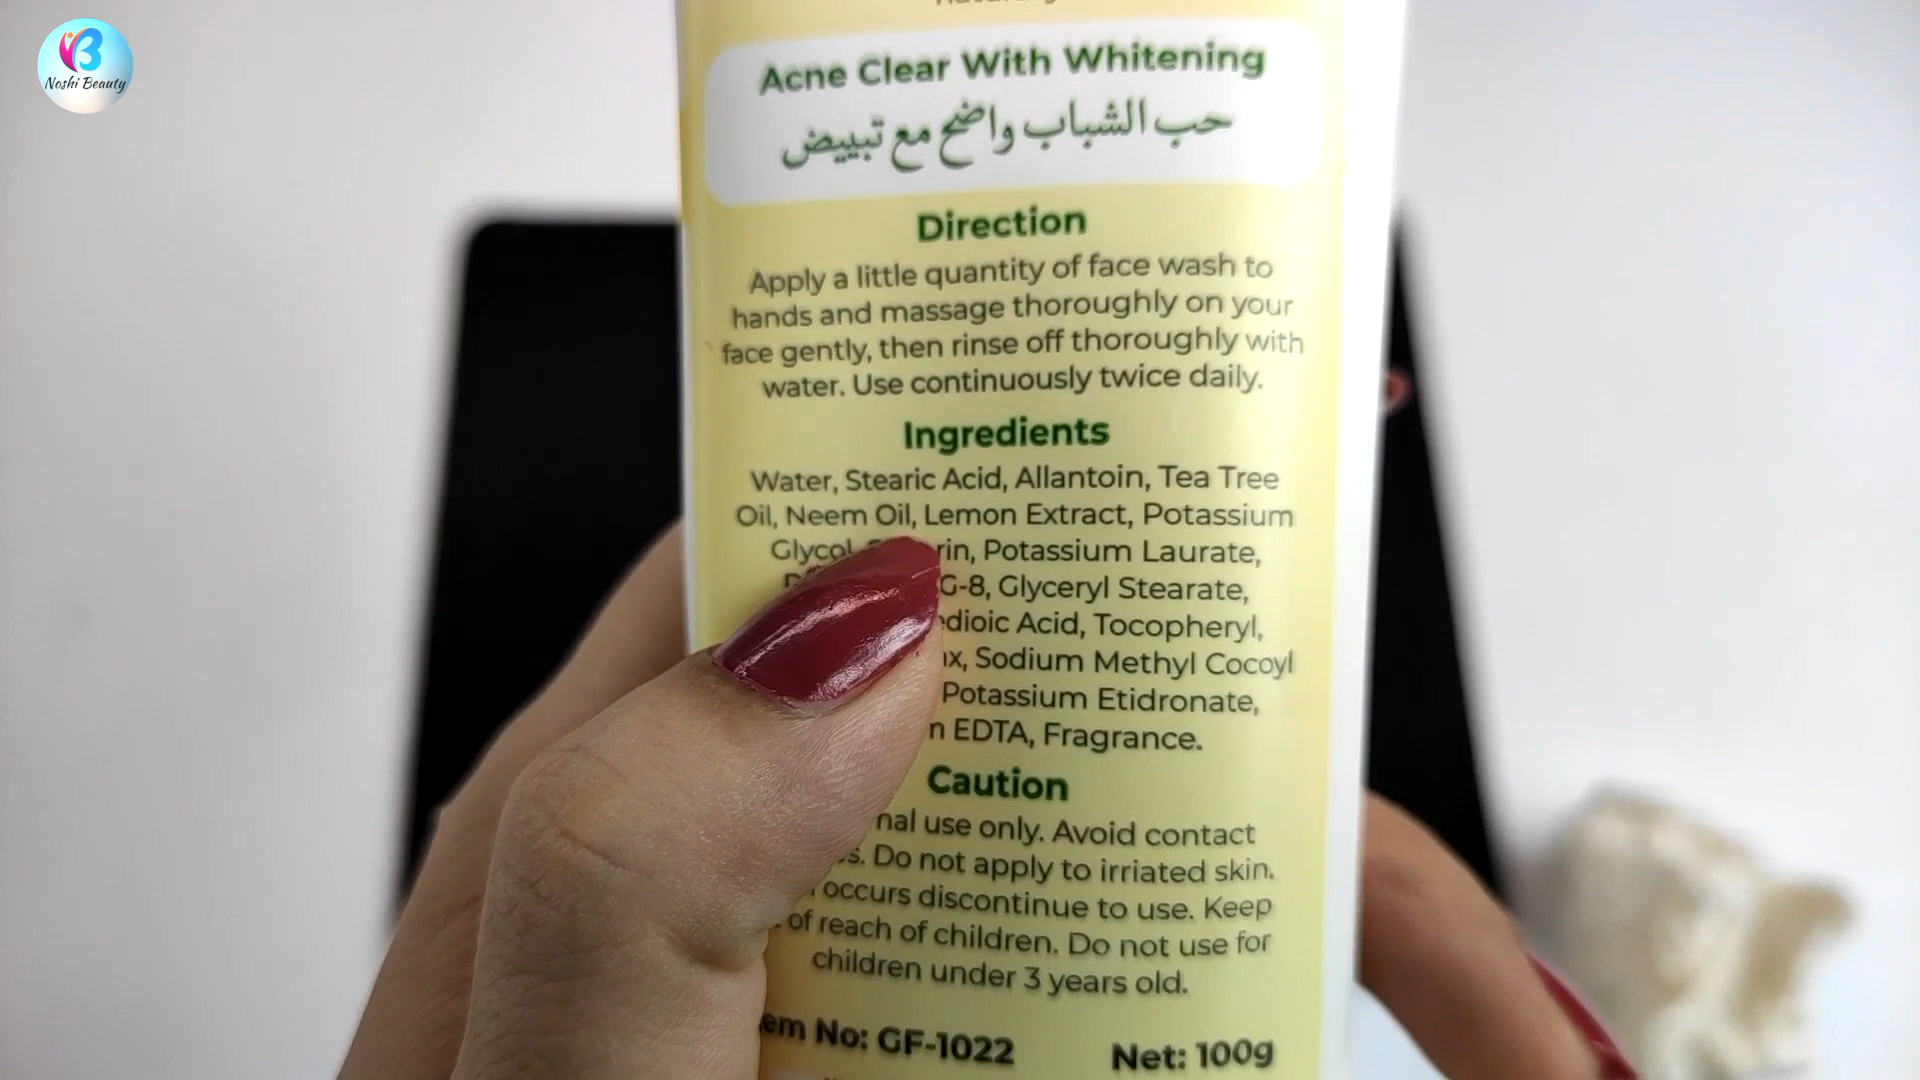 Noshi Beauty
Acne Clear With Whitening
حب الشباب واضح مع تبييض
Direction
Apply a little quantity of face wash to
hands and massage thoroughly on your
face gently, then rinse off thoroughly with
water. Use continuously twice daily.
Ingredients
Water, Stearic Acid, Allantoin, Tea Tree
Oil, Neem Oil, Lemon Extract, Potassium
Glycol, Potassium Laurate,
Glyceryl Stearate,
Acid, Tocopheryl,
Sodium Methyl Cocoyl
Potassium Etidronate,
EDTA, Fragrance.
Caution
use only. Avoid contact
Do not apply to irriated skin.
occurs discontinue to use. Keep
of reach of children. Do not use for
children under 3 years old.
No: GF-1022 Net: 100g